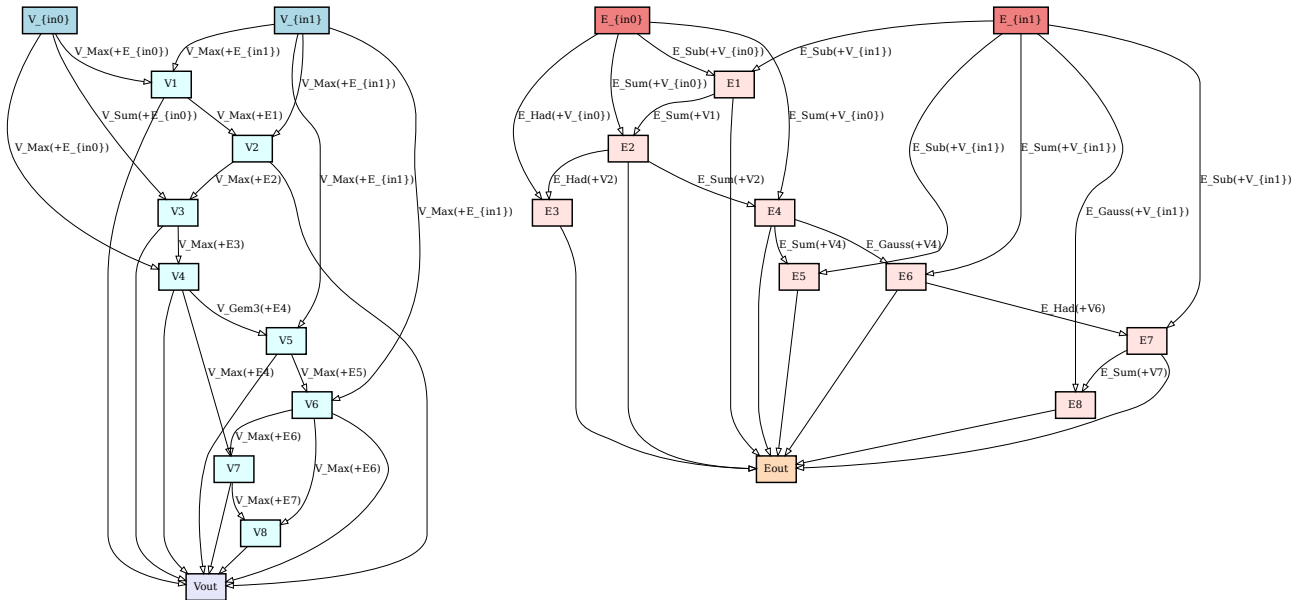 V_{in0}
V_{in1}
E_{in0}
E_{in1}
V_Max(+E_{in0})
V_Max(+E_{in1})
E_Sub(+V_{in0})
E_Sub(+V_{in1})
V1
V_Max(+E_{in1})
E_Sum(+V_{in0})
E1
V_Sum(+E_{in0})
V_Max(+E1)
E_Had(+V_{in0})
E_Sum(+V1)
E_Sum(+V_{in0})
V_Max(+E_{in0})
V2
E2
E_Sub(+V_{in1})
E_Sum(+V_{in1})
V_Max(+E2)
V_Max(+E_{in1})
E_Had(+V2)
E_Sum(+V2)
E_Sub(+V_{in1})
V3
V_Max(+E_{in1})
E3
E4
E_Gauss(+V_{in1})
V_Max(+E3)
E_Sum(+V4)
E_Gauss(+V4)
V4
E5
E6
V_Gem3(+E4)
E_Had(+V6)
V5
E7
V_Max(+E4)
V_Max(+E5)
E_Sum(+V7)
V6
E8
V_Max(+E6)
V7
V_Max(+E6)
Eout
V_Max(+E7)
V8
Vout